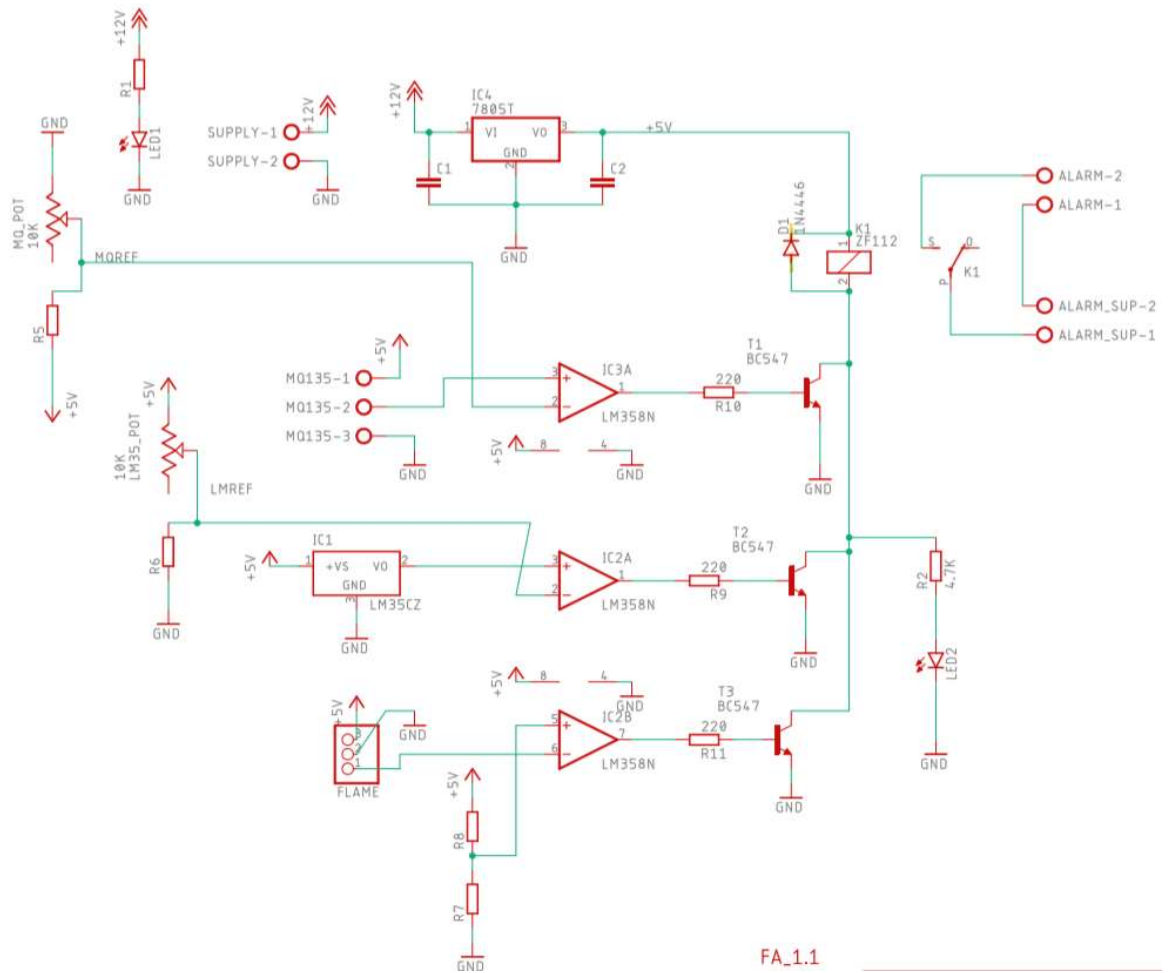 +12V
R1
LED1
GND
GND
MQ_POT
10K
MQREF
R5
+5V
SUPPLY-1
+12V
SUPPLY-2
GND
+12V
IC4
7805T
1
VI
VO
3
GND
2
C1
C2
GND
+5V
D1
1N4446
K1
ZF112
1
2
ALARM-2
ALARM-1
S
O
P
K1
ALARM_SUP-2
ALARM_SUP-1
MQ135-1
+5V
MQ135-2
MQ135-3
GND
3
+
2
-
1
IC3A
LM358N
+5V
8
4
GND
220
R10
T1
BC547
GND
+5V
10K
LM35_POT
LMREF
R6
GND
+5V
IC1
1
+VS
VO
2
GND
3
LM35CZ
GND
3
+
2
-
1
IC2A
LM358N
220
R9
T2
BC547
GND
R2
4.7K
LED2
GND
+5V
8
4
GND
+5V
3
2
1
FLAME
GND
5
+
6
-
7
IC2B
LM358N
220
R11
T3
BC547
GND
+5V
R8
R7
GND
FA_1.1